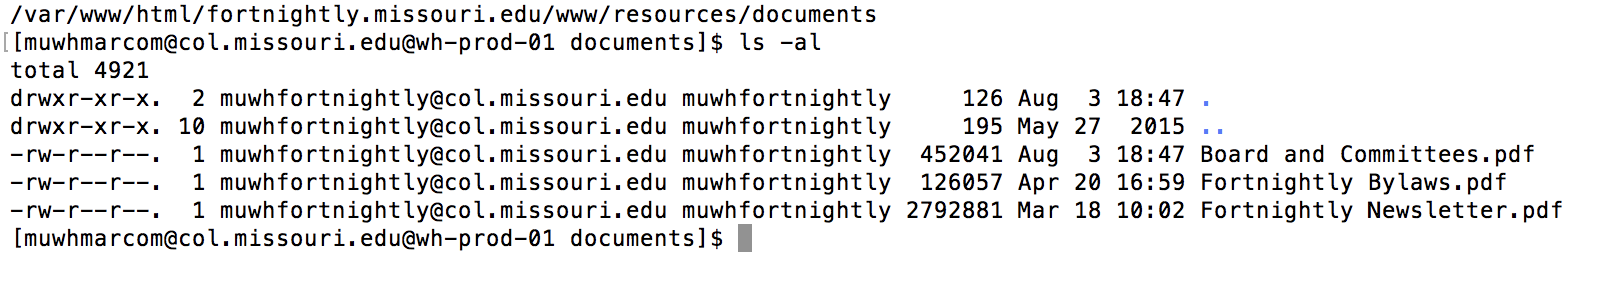 /var/www/html/fortnightly.missouri.edu/www/resources/documents
[[muwhmarcom@col.missouri.edu@wh-prod-01 documents]$ ls -al
total 4921
drwxr-xr-x.  2 muwhfortnightly@col.missouri.edu muwhfortnightly     126 Aug  3 18:47 .
drwxr-xr-x. 10 muwhfortnightly@col.missouri.edu muwhfortnightly     195 May 27  2015 ..
-rw-r--r--.  1 muwhfortnightly@col.missouri.edu muwhfortnightly  452041 Aug  3 18:47 Board and Committees.pdf
-rw-r--r--.  1 muwhfortnightly@col.missouri.edu muwhfortnightly  126057 Apr 20 16:59 Fortnightly Bylaws.pdf
-rw-r--r--.  1 muwhfortnightly@col.missouri.edu muwhfortnightly 2792881 Mar 18 10:02 Fortnightly Newsletter.pdf
[muwhmarcom@col.missouri.edu@wh-prod-01 documents]$